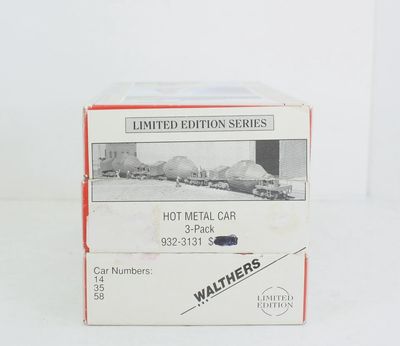 LIMITED EDITION SERIES
HOT METAL CAR
3-Pack
932-3131
Car Numbers:
14
35
58
WALTHERS
LIMITED
EDITION